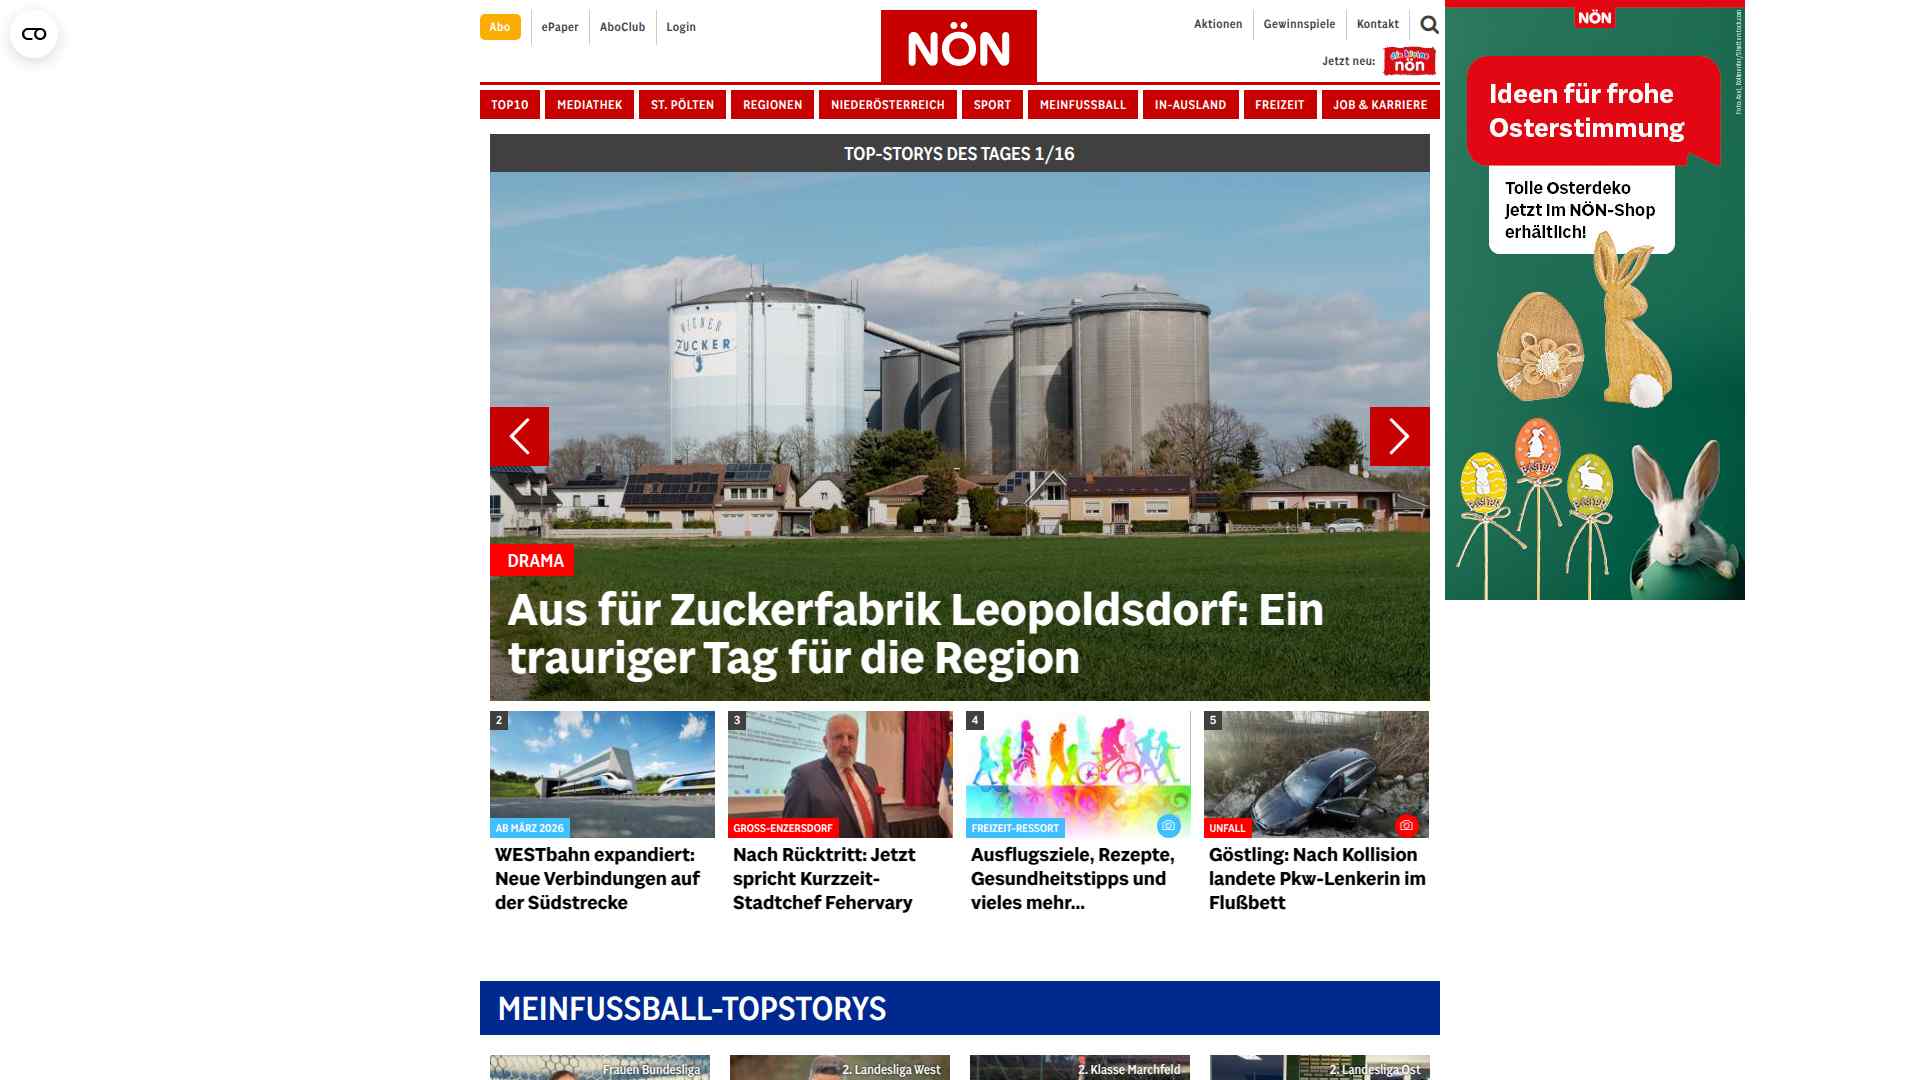 Abo
ePaper
AboClub
Login
NÖN
Aktionen
Gewinnspiele
Kontakt
Jetzt neu:
die kleine
nön
TOP10
MEDIATHEK
ST. PÖLTEN
REGIONEN
NIEDERÖSTERREICH
SPORT
MEINFUSSBALL
IN-AUSLAND
FREIZEIT
JOB & KARRIERE
TOP-STORYS DES TAGES 1/16
WIENER
ZUCKER
DRAMA
Aus für Zuckerfabrik Leopoldsdorf: Ein
trauriger Tag für die Region
2
AB MÄRZ 2026
WESTbahn expandiert:
Neue Verbindungen auf
der Südstrecke
3
GROSS-ENZERSDORF
Nach Rücktritt: Jetzt
spricht Kurzzeit-
Stadtchef Fehervary
4
FREIZEIT-RESSORT
Ausflugsziele, Rezepte,
Gesundheitstipps und
vieles mehr...
5
UNFALL
Göstling: Nach Kollision
landete Pkw-Lenkerin im
Flußbett
MEINFUSSBALL-TOPSTORYS
Frauen Bundesliga
2. Landesliga West
2. Klasse Marchfeld
2. Landesliga Ost
NÖN
Ideen für frohe
Osterstimmung
Tolle Osterdeko
jetzt im NÖN-Shop
erhältlich!
EASTER
EASTER
EASTER